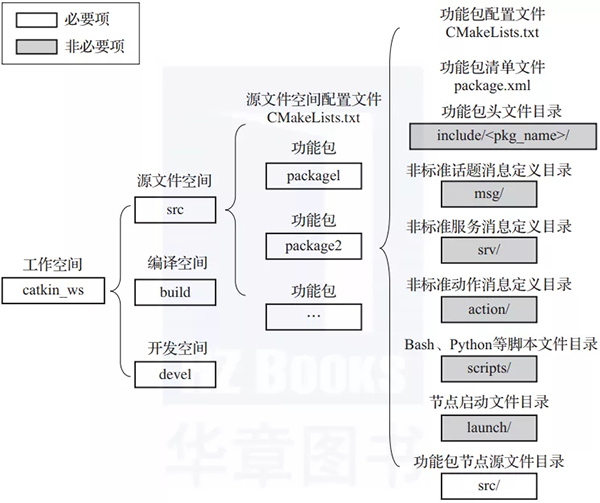 必要项
非必要项
工作空间
catkin_ws
源文件空间
src
编译空间
build
开发空间
devel
源文件空间配置文件
CMakeLists.txt
功能包
packagel
功能包
package2
功能包
…
功能包配置文件
CMakeLists.txt
功能包清单文件
package.xml
功能包头文件目录
include/<pkg_name>/
非标准话题消息定义目录
msg/
非标准服务消息定义目录
srv/
非标准动作消息定义目录
action/
Bash、Python等脚本文件目录
scripts/
节点启动文件目录
launch/
功能包节点源文件目录
src/
HZ BOOKS
华章图书